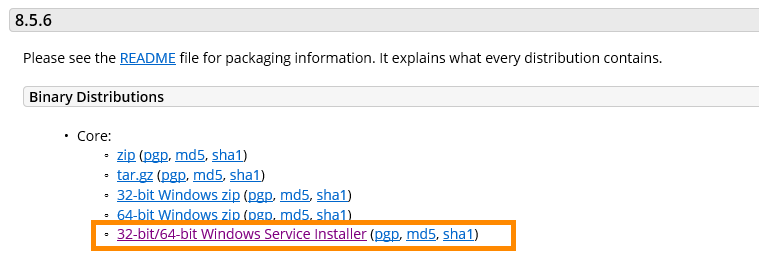 8.5.6
Please see the README file for packaging information. It explains what every distribution contains.
Binary Distributions
• Core:
◦ zip (pgp, md5, sha1)
◦ tar.gz (pgp, md5, sha1)
◦ 32-bit Windows zip (pgp, md5, sha1)
◦ 64-bit Windows zip (pgp, md5, sha1)
◦ 32-bit/64-bit Windows Service Installer (pgp, md5, sha1)